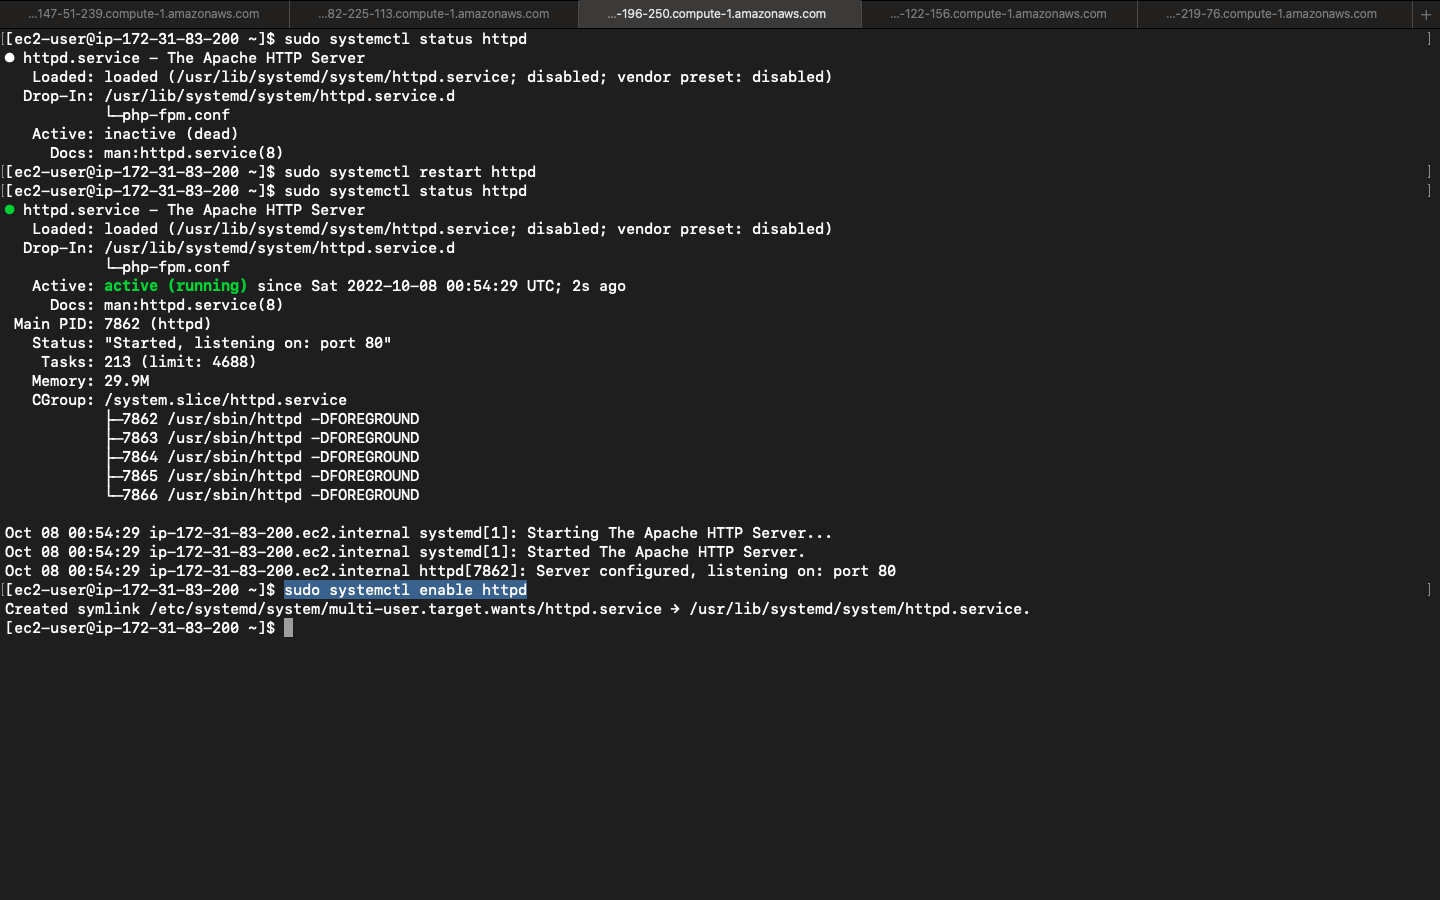 ...147-51-239.compute-1.amazonaws.com ...82-225-113.compute-1.amazonaws.com ...-196-250.compute-1.amazonaws.com ...-122-156.compute-1.amazonaws.com ...-219-76.compute-1.amazonaws.com +
[[ec2-user@ip-172-31-83-200 ~]$ sudo systemctl status httpd ]
● httpd.service - The Apache HTTP Server
Loaded: loaded (/usr/lib/systemd/system/httpd.service; disabled; vendor preset: disabled)
Drop-In: /usr/lib/systemd/system/httpd.service.d
└─php-fpm.conf
Active: inactive (dead)
Docs: man:httpd.service(8)
[[ec2-user@ip-172-31-83-200 ~]$ sudo systemctl restart httpd ]
[[ec2-user@ip-172-31-83-200 ~]$ sudo systemctl status httpd ]
● httpd.service - The Apache HTTP Server
Loaded: loaded (/usr/lib/systemd/system/httpd.service; disabled; vendor preset: disabled)
Drop-In: /usr/lib/systemd/system/httpd.service.d
└─php-fpm.conf
Active: active (running) since Sat 2022-10-08 00:54:29 UTC; 2s ago
Docs: man:httpd.service(8)
Main PID: 7862 (httpd)
Status: "Started, listening on: port 80"
Tasks: 213 (limit: 4688)
Memory: 29.9M
CGroup: /system.slice/httpd.service
├─7862 /usr/sbin/httpd -DFOREGROUND
├─7863 /usr/sbin/httpd -DFOREGROUND
├─7864 /usr/sbin/httpd -DFOREGROUND
├─7865 /usr/sbin/httpd -DFOREGROUND
└─7866 /usr/sbin/httpd -DFOREGROUND
Oct 08 00:54:29 ip-172-31-83-200.ec2.internal systemd[1]: Starting The Apache HTTP Server...
Oct 08 00:54:29 ip-172-31-83-200.ec2.internal systemd[1]: Started The Apache HTTP Server.
Oct 08 00:54:29 ip-172-31-83-200.ec2.internal httpd[7862]: Server configured, listening on: port 80
[[ec2-user@ip-172-31-83-200 ~]$ sudo systemctl enable httpd ]
Created symlink /etc/systemd/system/multi-user.target.wants/httpd.service → /usr/lib/systemd/system/httpd.service.
[ec2-user@ip-172-31-83-200 ~]$